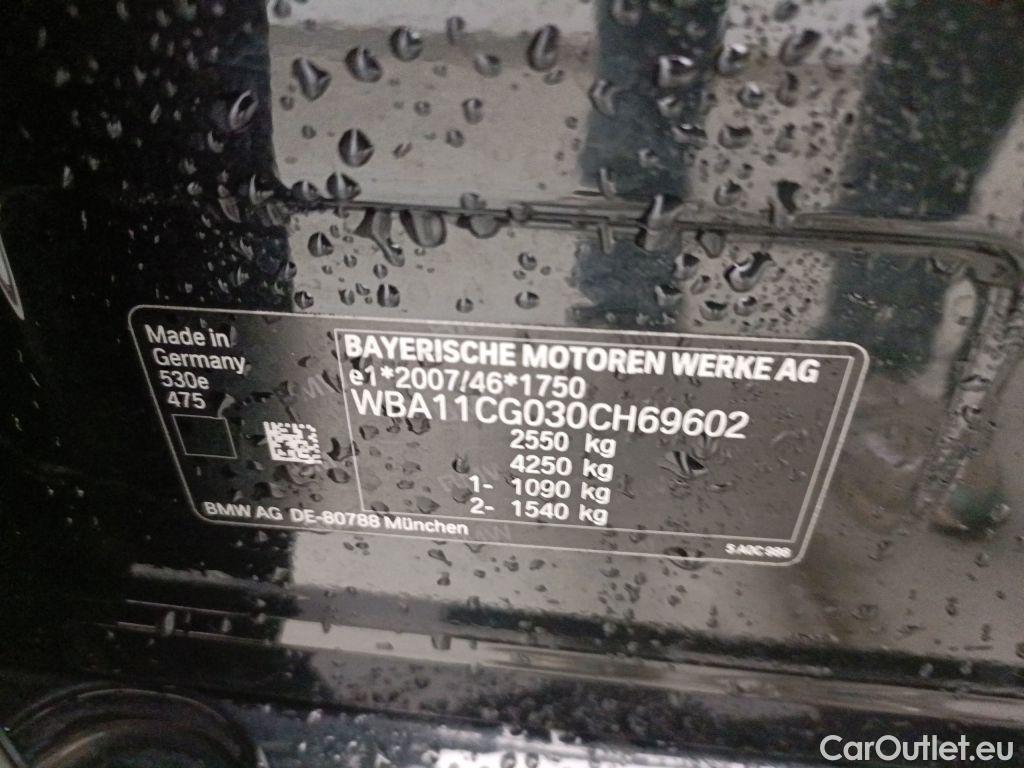 Made in
Germany
530e
475
BAYERISCHE MOTOREN WERKE AG
e1*2007/46*1750
WBA11CG030CH69602
2550 kg
4250 kg
1- 1090 kg
2- 1540 kg
BMW AG DE-80788 München
CarOutlet.eu